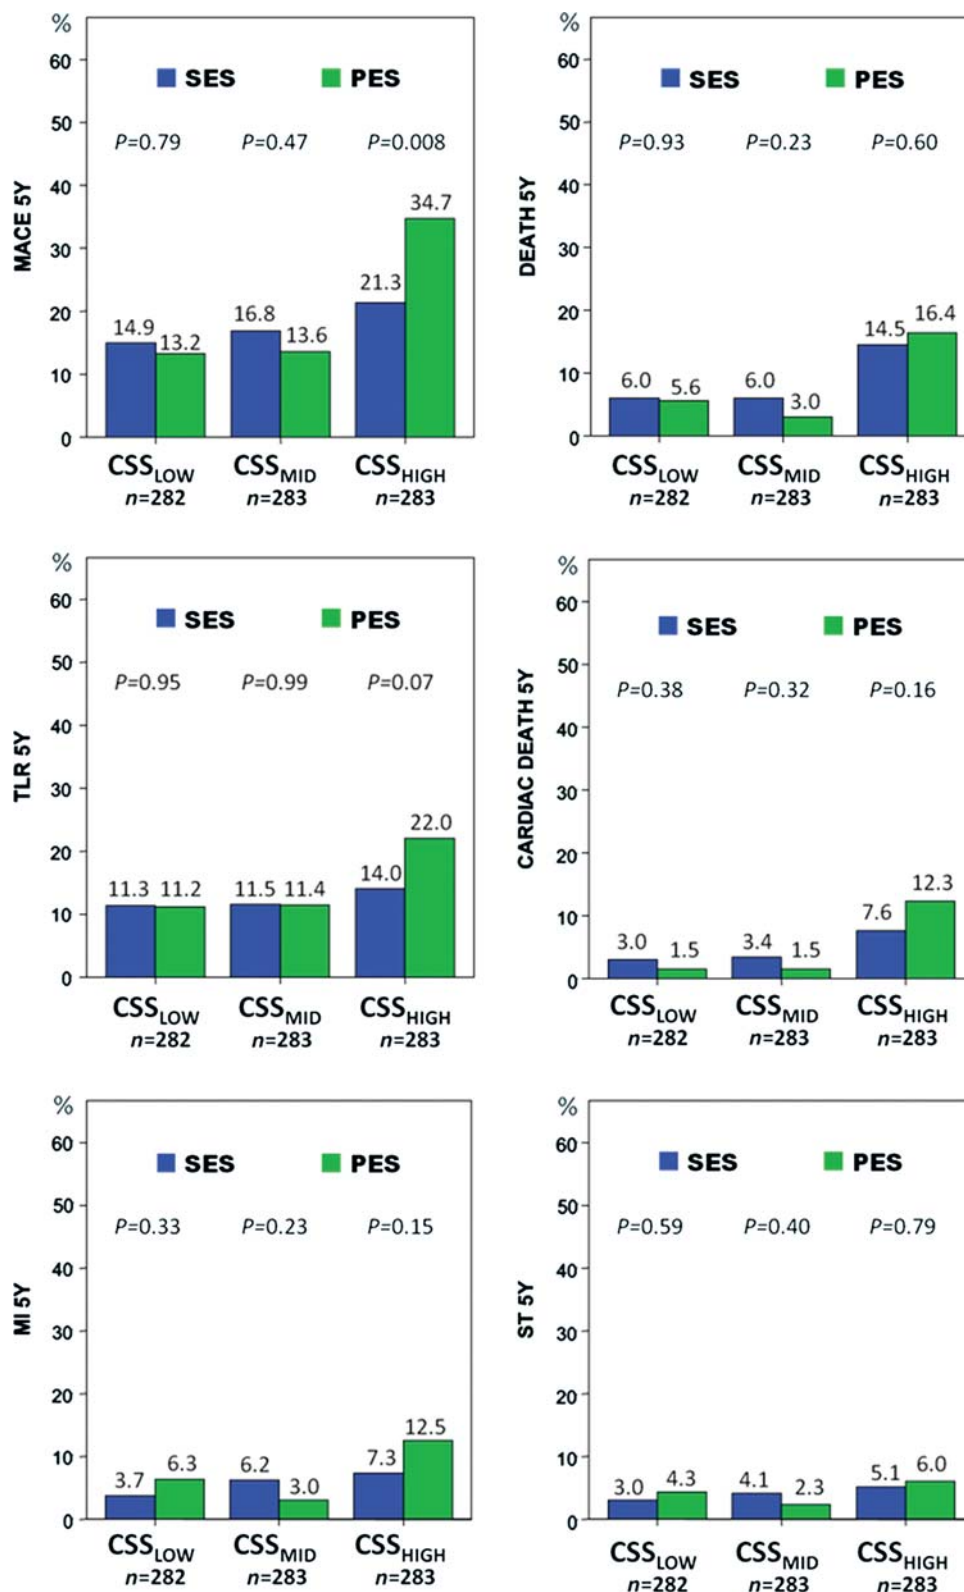 %
60
50
40
30
20
10
0
MACE 5Y
SES PES
P=0.79 P=0.47 P=0.008
14.9 13.2 16.8 13.6 21.3 34.7
CSSLOW CSSMID CSSHIGH
n=282 n=283 n=283
%
60
50
40
30
20
10
0
DEATH 5Y
SES PES
P=0.93 P=0.23 P=0.60
6.0 5.6 6.0 3.0 14.5 16.4
CSSLOW CSSMID CSSHIGH
n=282 n=283 n=283
%
60
50
40
30
20
10
0
TLR 5Y
SES PES
P=0.95 P=0.99 P=0.07
11.3 11.2 11.5 11.4 14.0 22.0
CSSLOW CSSMID CSSHIGH
n=282 n=283 n=283
%
60
50
40
30
20
10
0
CARDIAC DEATH 5Y
SES PES
P=0.38 P=0.32 P=0.16
3.0 1.5 3.4 1.5 7.6 12.3
CSSLOW CSSMID CSSHIGH
n=282 n=283 n=283
%
60
50
40
30
20
10
0
MI 5Y
SES PES
P=0.33 P=0.23 P=0.15
3.7 6.3 6.2 3.0 7.3 12.5
CSSLOW CSSMID CSSHIGH
n=282 n=283 n=283
%
60
50
40
30
20
10
0
ST 5Y
SES PES
P=0.59 P=0.40 P=0.79
3.0 4.3 4.1 2.3 5.1 6.0
CSSLOW CSSMID CSSHIGH
n=282 n=283 n=283